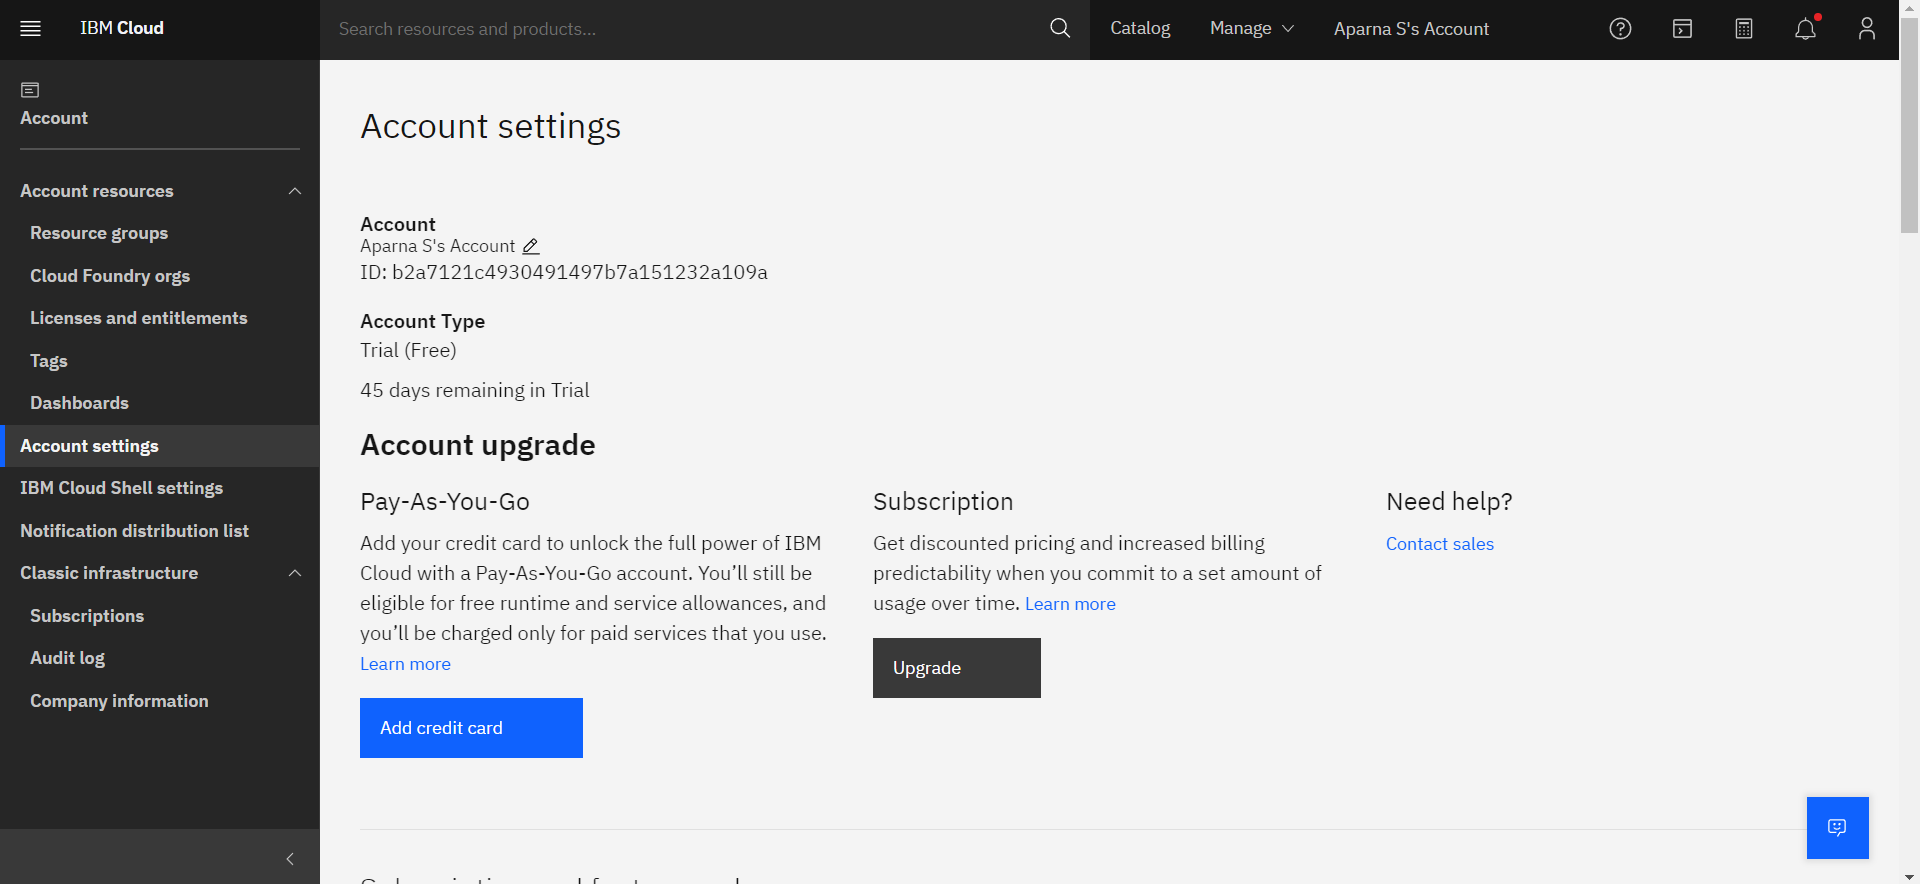 IBM Cloud
Search resources and products...
Catalog
Manage
Aparna S's Account
Account
Account resources
Resource groups
Cloud Foundry orgs
Licenses and entitlements
Tags
Dashboards
Account settings
IBM Cloud Shell settings
Notification distribution list
Classic infrastructure
Subscriptions
Audit log
Company information
Account settings
Account
Aparna S's Account
ID: b2a7121c4930491497b7a151232a109a
Account Type
Trial (Free)
45 days remaining in Trial
Account upgrade
Pay-As-You-Go
Add your credit card to unlock the full power of IBM
Cloud with a Pay-As-You-Go account. You’ll still be
eligible for free runtime and service allowances, and
you’ll be charged only for paid services that you use.
Learn more
Add credit card
Subscription
Get discounted pricing and increased billing
predictability when you commit to a set amount of
usage over time. Learn more
Upgrade
Need help?
Contact sales